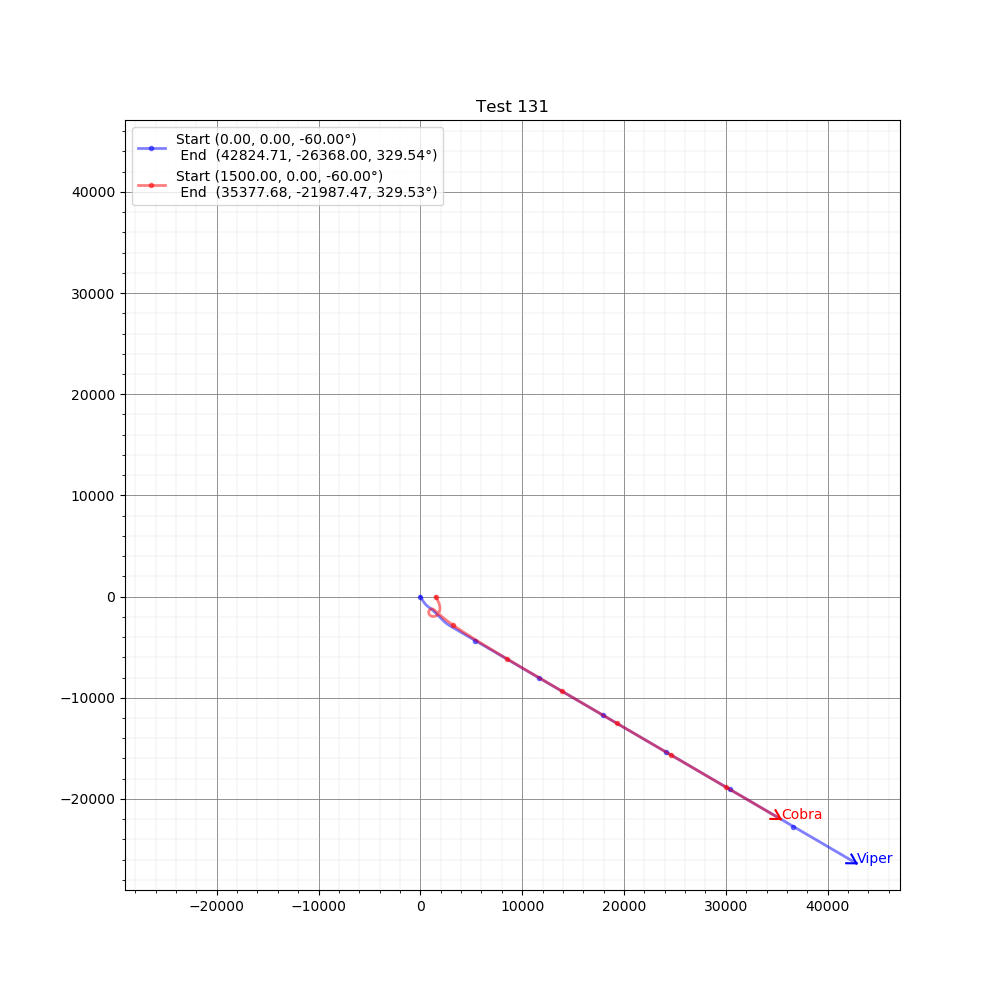 Test 131
Start (0.00, 0.00, -60.00°)
End (42824.71, -26368.00, 329.54°)
Start (1500.00, 0.00, -60.00°)
End (35377.68, -21987.47, 329.53°)
40000
30000
20000
10000
0
−10000
−20000
Cobra
Viper
−20000
−10000
0
10000
20000
30000
40000